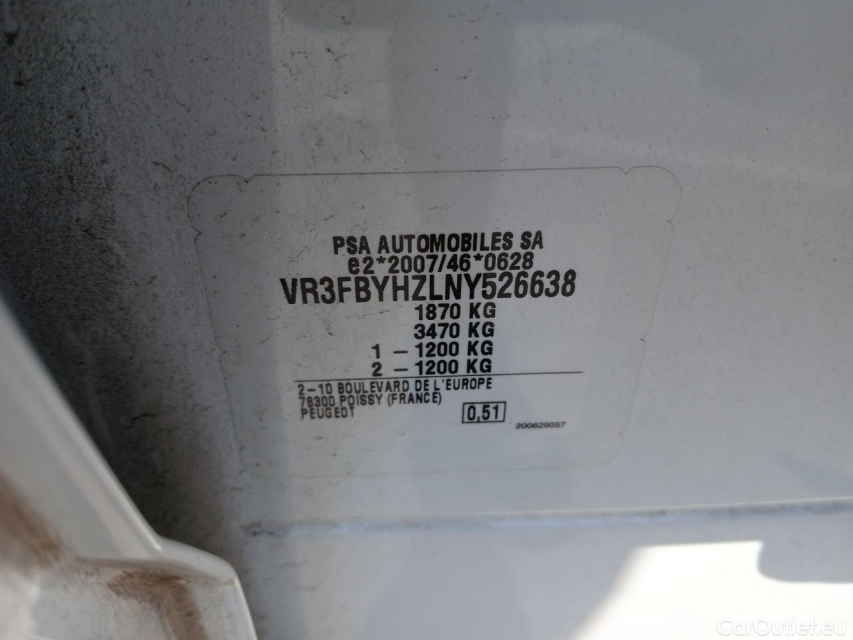 PSA AUTOMOBILES SA
e2*2007/46*0628
VR3FBYHZLNY526638
1870 KG
3470 KG
1 – 1200 KG
2 – 1200 KG
2–10 BOULEVARD DE L'EUROPE
78300 POISSY (FRANCE)
PEUGEOT
0,51
200629057
CarOutlet.eu